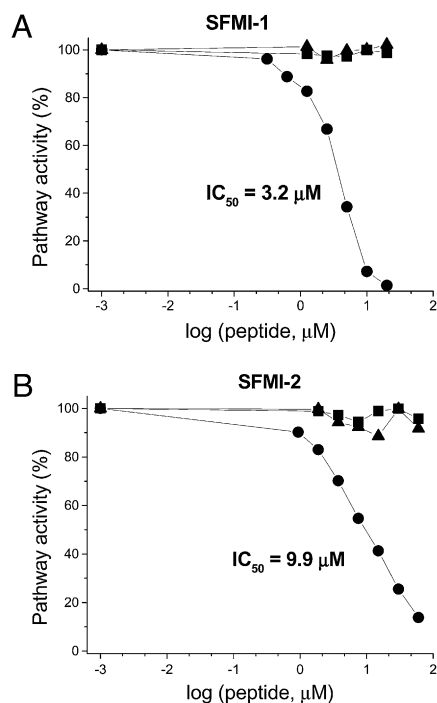 A
SFMI-1
Pathway activity (%)
100
80
60
40
20
0
IC50 = 3.2 μM
-3 -2 -1 0 1 2
log (peptide, μM)
B
SFMI-2
Pathway activity (%)
100
80
60
40
20
0
IC50 = 9.9 μM
-3 -2 -1 0 1 2
log (peptide, μM)